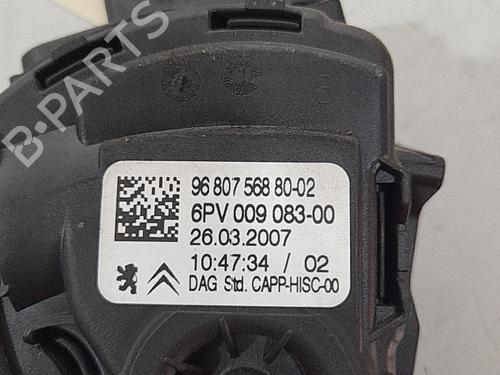 B-PARTS
96 807 568 80-02
6PV 009 083-00
26.03.2007
10:47:34 / 02
DAG Std. CAPP-HISC-00